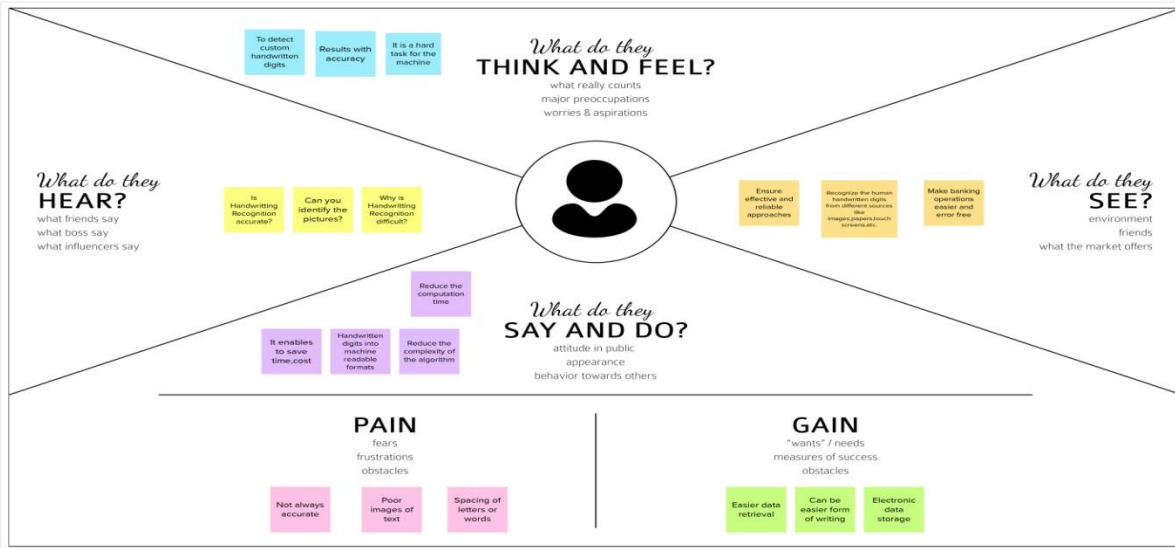 To detect
custom
handwritten
digits
Results with
accuracy
It is a hard
task for the
machine
What do they
THINK AND FEEL?
what really counts
major preoccupations
worries & aspirations
What do they
HEAR?
what friends say
what boss say
what influencers say
Is
Handwritting
Recognition
accurate?
Can you
identify the
pictures?
Why is
Handwritting
Recognition
difficult?
Ensure
effective and
reliable
approaches
Recognize the human
handwritten digits
from different sources
like
images,papers,touch
screens,etc.
Make banking
operations
easier and
error free
What do they
SEE?
environment
friends
what the market offers
Reduce the
computation
time
It enables
to save
time,cost
Handwritten
digits into
machine
readable
formats
Reduce the
complexity of
the algorithm
What do they
SAY AND DO?
attitude in public
appearance
behavior towards others
PAIN
fears
frustrations
obstacles
Not always
accurate
Poor
images of
text
Spacing of
letters or
words
GAIN
"wants" / needs
measures of success
obstacles
Easier data
retrieval
Can be
easier form
of writing
Electronic
data
storage